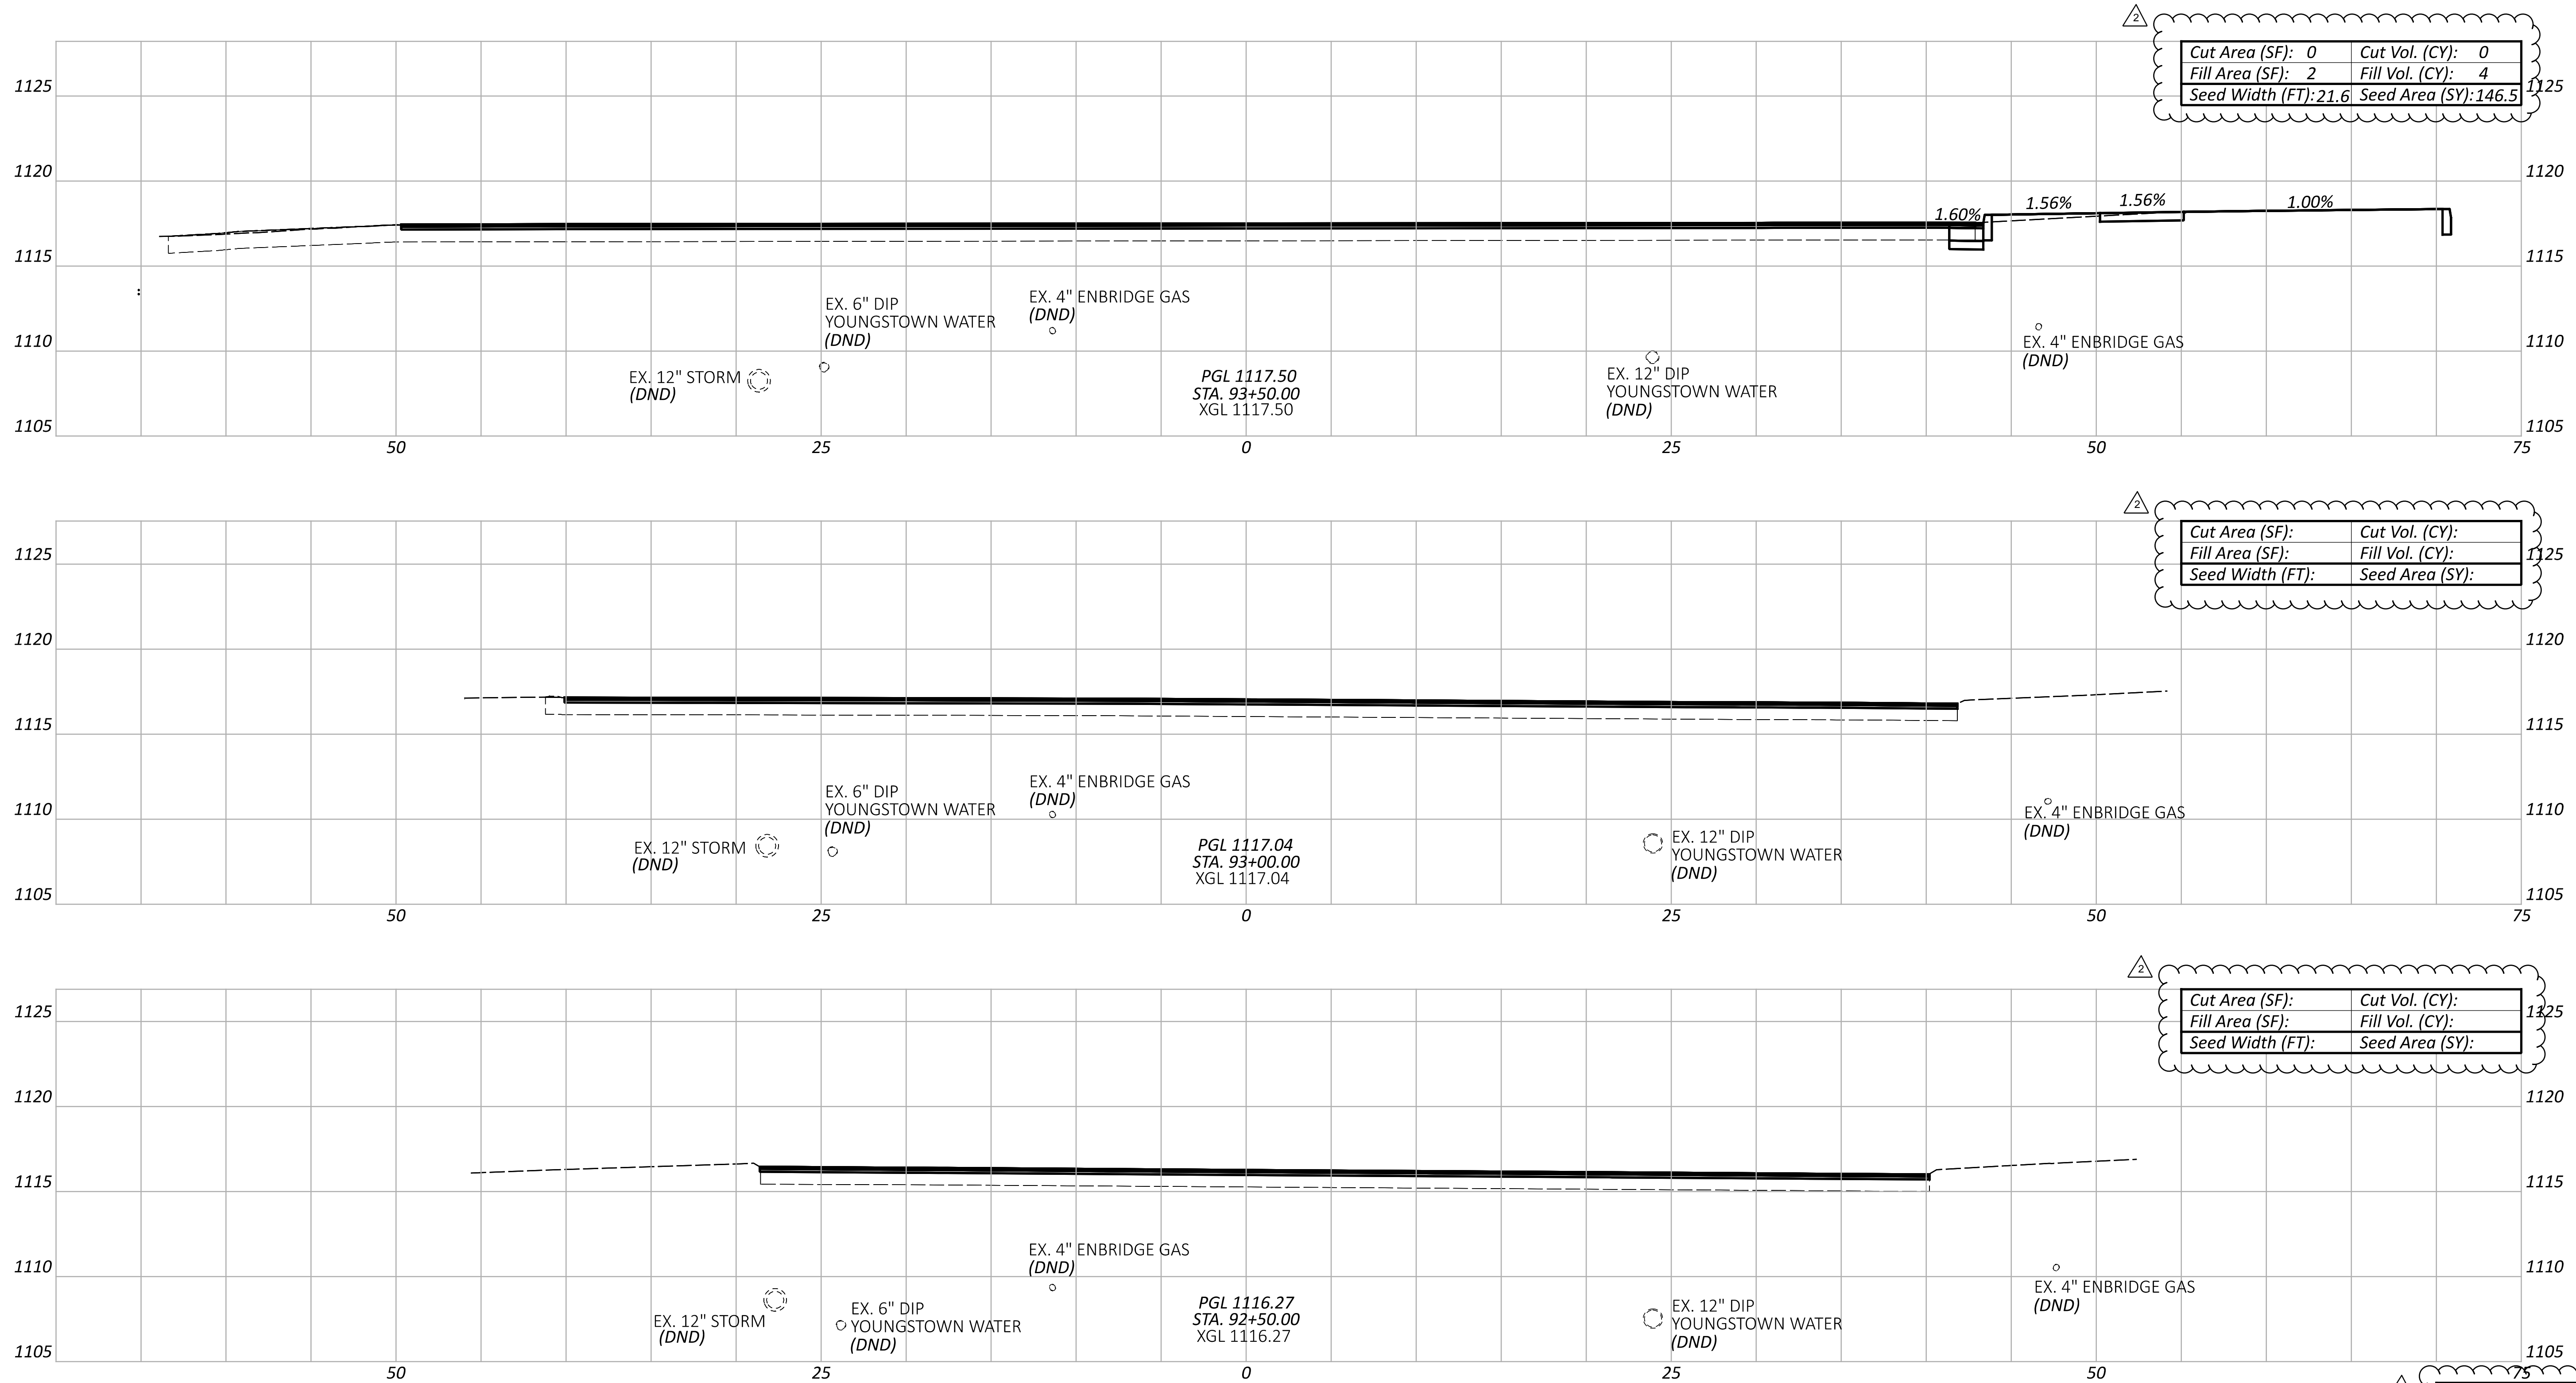 2
Cut Area (SF): 0 Cut Vol. (CY): 0
Fill Area (SF): 2 Fill Vol. (CY): 4
Seed Width (FT): 21.6 Seed Area (SY): 146.5
1125 1125
1120 1120
1.60% 1.56% 1.56% 1.00%
1115 1115
EX. 6" DIP
YOUNGSTOWN WATER
(DND)
EX. 4" ENBRIDGE GAS
(DND)
EX. 4" ENBRIDGE GAS
(DND)
1110 1110
EX. 12" STORM
(DND)
PGL 1117.50
STA. 93+50.00
XGL 1117.50
EX. 12" DIP
YOUNGSTOWN WATER
(DND)
1105 1105
50 25 0 25 50 75
2
Cut Area (SF): Cut Vol. (CY):
Fill Area (SF): Fill Vol. (CY):
Seed Width (FT): Seed Area (SY):
1125 1125
1120 1120
1115 1115
EX. 6" DIP
YOUNGSTOWN WATER
(DND)
EX. 4" ENBRIDGE GAS
(DND)
EX. 4" ENBRIDGE GAS
(DND)
1110 1110
EX. 12" STORM
(DND)
PGL 1117.04
STA. 93+00.00
XGL 1117.04
EX. 12" DIP
YOUNGSTOWN WATER
(DND)
1105 1105
50 25 0 25 50 75
2
Cut Area (SF): Cut Vol. (CY):
Fill Area (SF): Fill Vol. (CY):
Seed Width (FT): Seed Area (SY):
1125 1125
1120 1120
1115 1115
EX. 4" ENBRIDGE GAS
(DND)
1110 1110
EX. 4" ENBRIDGE GAS
(DND)
EX. 12" STORM
(DND)
EX. 6" DIP
YOUNGSTOWN WATER
(DND)
PGL 1116.27
STA. 92+50.00
XGL 1116.27
EX. 12" DIP
YOUNGSTOWN WATER
(DND)
1105 1105
50 25 0 25 50 75